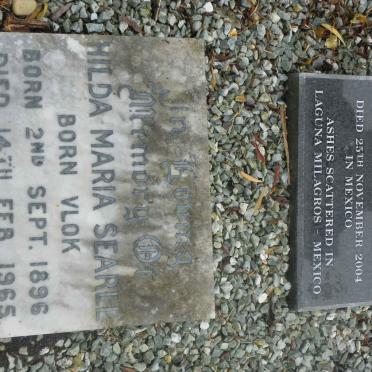 In Loving
Memory Of
HILDA MARIA SEARLE
BORN VLOK
BORN 2ND SEPT. 1896
DIED 14TH FEB. 1965
DIED 25TH NOVEMBER 2004
IN MEXICO
ASHES SCATTERED IN
LAGUNA MILAGROS - MEXICO